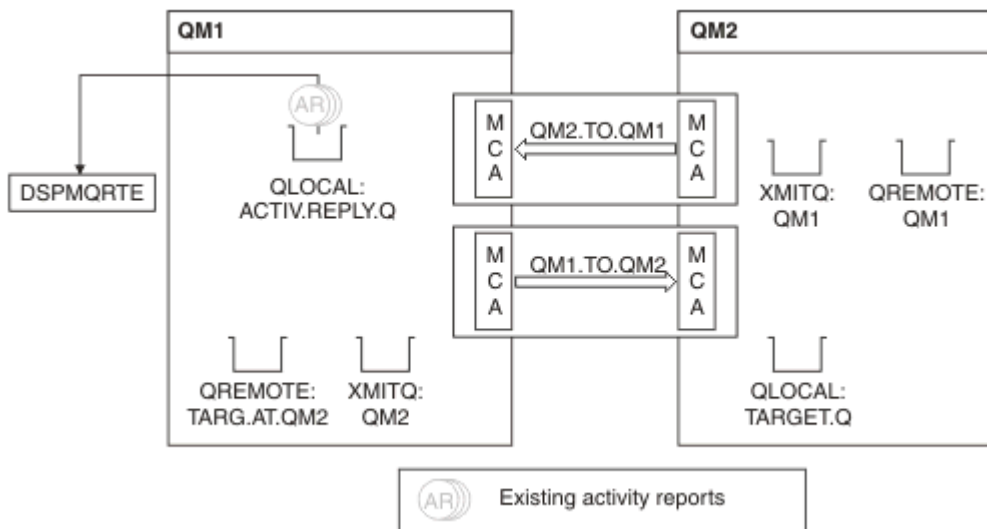 QM1
QM2
AR
M
C
A
QM2.TO.QM1
M
C
A
DSPMQRTE
QLOCAL:
ACTIV.REPLY.Q
XMITQ:
QM1
QREMOTE:
QM1
M
C
A
QM1.TO.QM2
M
C
A
QREMOTE:
TARG.AT.QM2
XMITQ:
QM2
QLOCAL:
TARGET.Q
AR
Existing activity reports